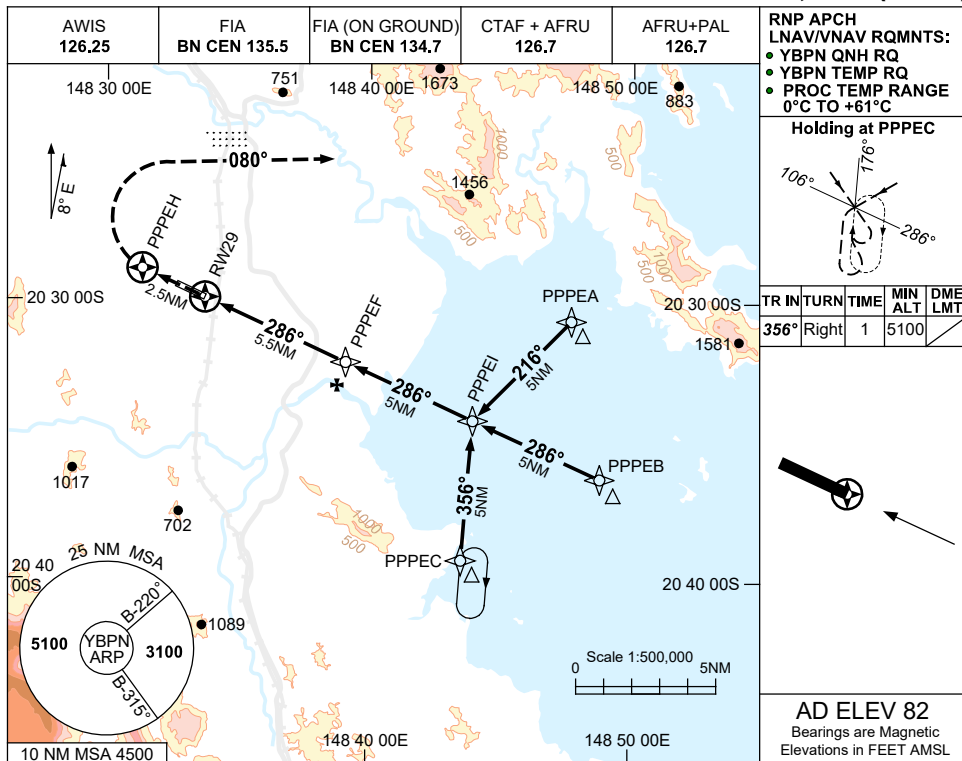 AWIS
126.25
FIA
BN CEN 135.5
FIA (ON GROUND)
BN CEN 134.7
CTAF + AFRU
126.7
AFRU+PAL
126.7
RNP APCH
LNAV/VNAV RQMNTS:
YBPN QNH RQ
YBPN TEMP RQ
PROC TEMP RANGE
0°C TO +61°C
Holding at PPPEC
176°
106°
286°
TR IN
TURN
TIME
MIN
ALT
DME
LMT
356°
Right
1
5100
148 30 00E
751
148 40 00E
1673
148 50 00E
883
1000
500
080°
8° E
1456
500
500
1000
PPPEH
RW29
2.5NM
20 30 00S
286°
5.5NM
PPPEF
PPPEA
20 30 00S
1581
216°
5NM
PPPEI
286°
5NM
286°
5NM
PPPEB
356°
5NM
1017
702
1000
500
PPPEC
20 40
00S
20 40 00S
25 NM MSA
B-220°
5100
YBPN
ARP
3100
B-315°
1089
Scale 1:500,000
0
5NM
148 40 00E
148 50 00E
10 NM MSA 4500
AD ELEV 82
Bearings are Magnetic
Elevations in FEET AMSL